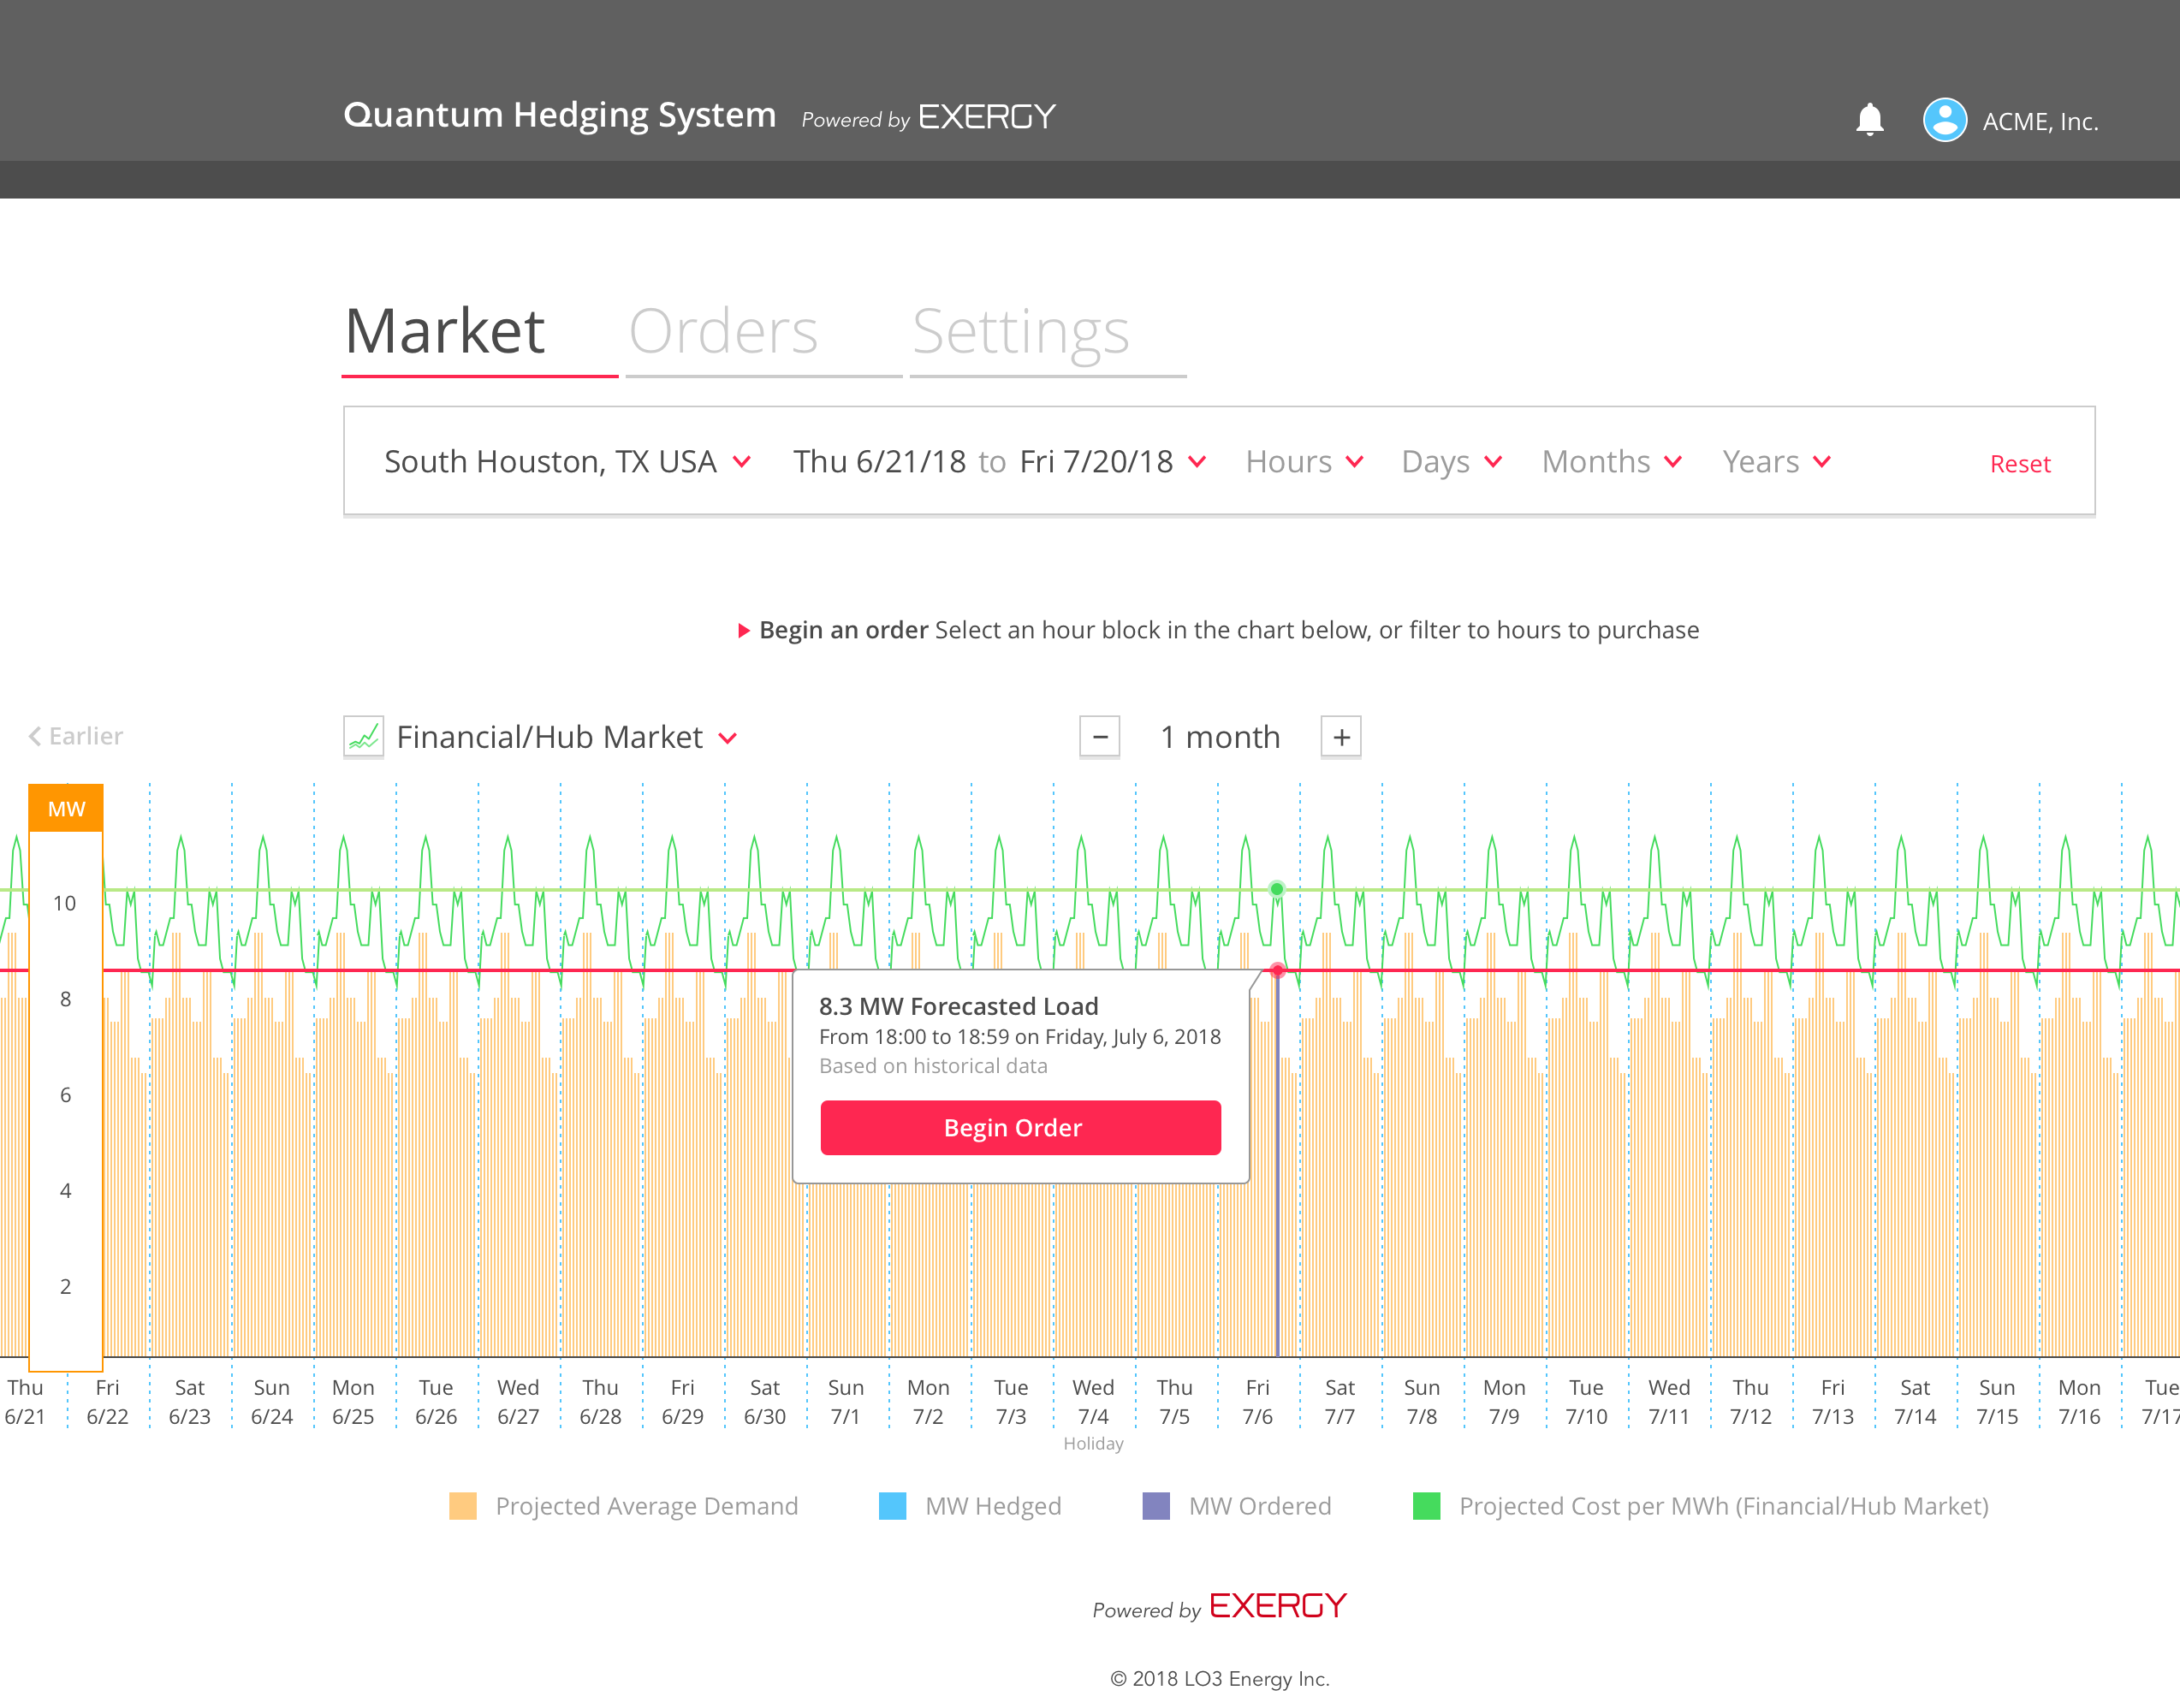 Quantum Hedging System Powered by EXERGY
ACME, Inc.
Market Orders Settings
South Houston, TX USA Thu 6/21/18 to Fri 7/20/18 Hours Days Months Years Reset
Begin an order Select an hour block in the chart below, or filter to hours to purchase
Earlier Financial/Hub Market − 1 month +
MW
10
8
6
4
2
8.3 MW Forecasted Load
From 18:00 to 18:59 on Friday, July 6, 2018
Based on historical data
Begin Order
Thu Fri Sat Sun Mon Tue Wed Thu Fri Sat Sun Mon Tue Wed Thu Fri Sat Sun Mon Tue Wed Thu Fri Sat Sun Mon Tue
6/21 6/22 6/23 6/24 6/25 6/26 6/27 6/28 6/29 6/30 7/1 7/2 7/3 7/4 7/5 7/6 7/7 7/8 7/9 7/10 7/11 7/12 7/13 7/14 7/15 7/16 7/17
Holiday
Projected Average Demand MW Hedged MW Ordered Projected Cost per MWh (Financial/Hub Market)
Powered by EXERGY
© 2018 LO3 Energy Inc.